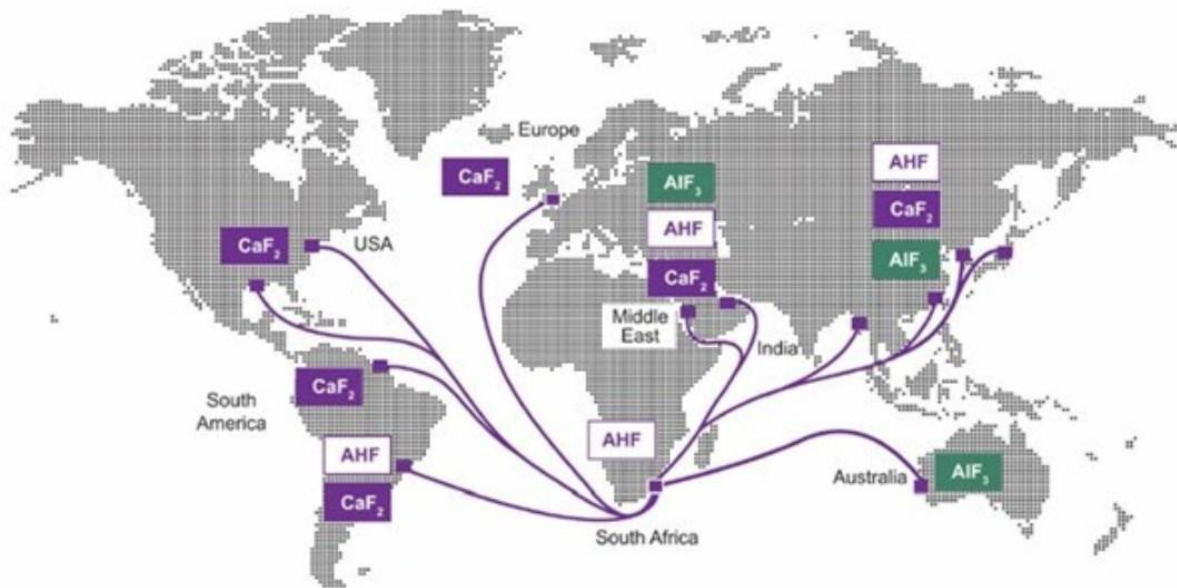 Europe
CaF₂
AlF₃
AHF
CaF₂
AHF
CaF₂
AlF₃
CaF₂
USA
Middle
East
India
CaF₂
South
America
AHF
CaF₂
AHF
South Africa
Australia
AlF₃